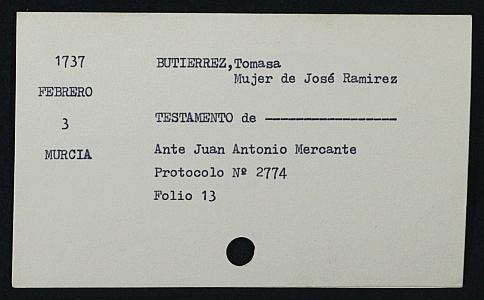 1737
FEBRERO
3
MURCIA
BUTIERREZ,Tomasa
Mujer de José Ramirez
TESTAMENTO de -----------------
Ante Juan Antonio Mercante
Protocolo Nº 2774
Folio 13